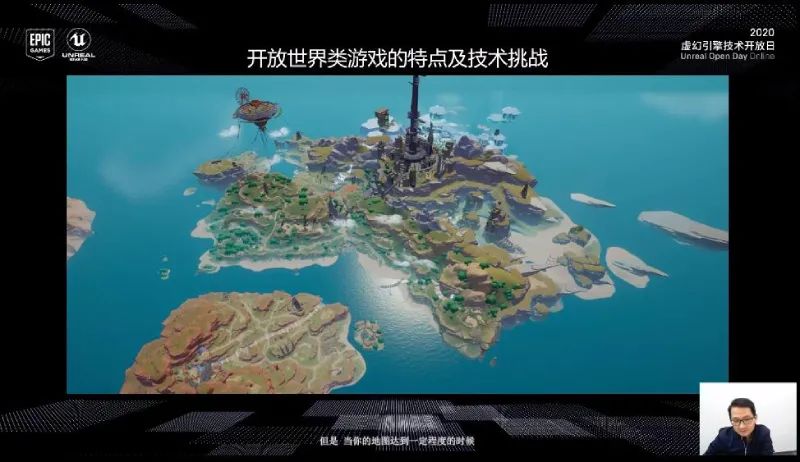 EPIC
GAMES
UNREAL
ENGINE
2020
虚幻引擎技术开放日
Unreal Open Day Online
开放世界类游戏的特点及技术挑战
但是 当你的地图达到一定程度的时候